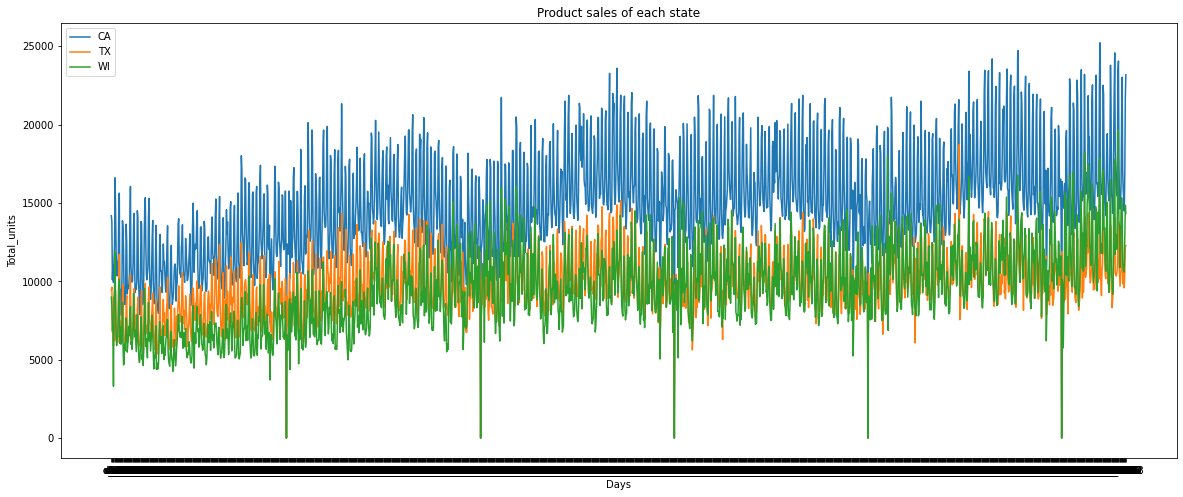 Product sales of each state
CA
TX
WI
25000
20000
15000
10000
5000
0
Total_units
Days